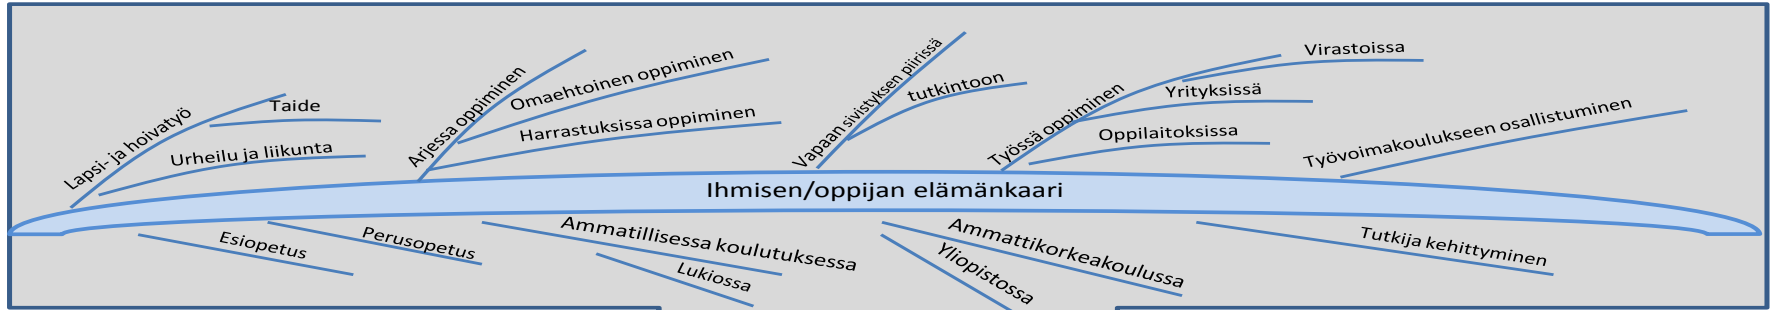 Lapsi- ja hoivatyö
Taide
Urheilu ja liikunta
Arjessa oppiminen
Omaehtoinen oppiminen
Harrastuksissa oppiminen
Vapaan sivistyksen piirissä
tutkintoon
Työssä oppiminen
Virastoissa
Yrityksissä
Oppilaitoksissa
Työvoimakoulukseen osallistuminen
Ihmisen/oppijan elämänkaari
Esiopetus
Perusopetus
Ammatillisessa koulutuksessa
Lukiossa
Ammattikorkeakoulussa
Yliopistossa
Tutkija kehittyminen